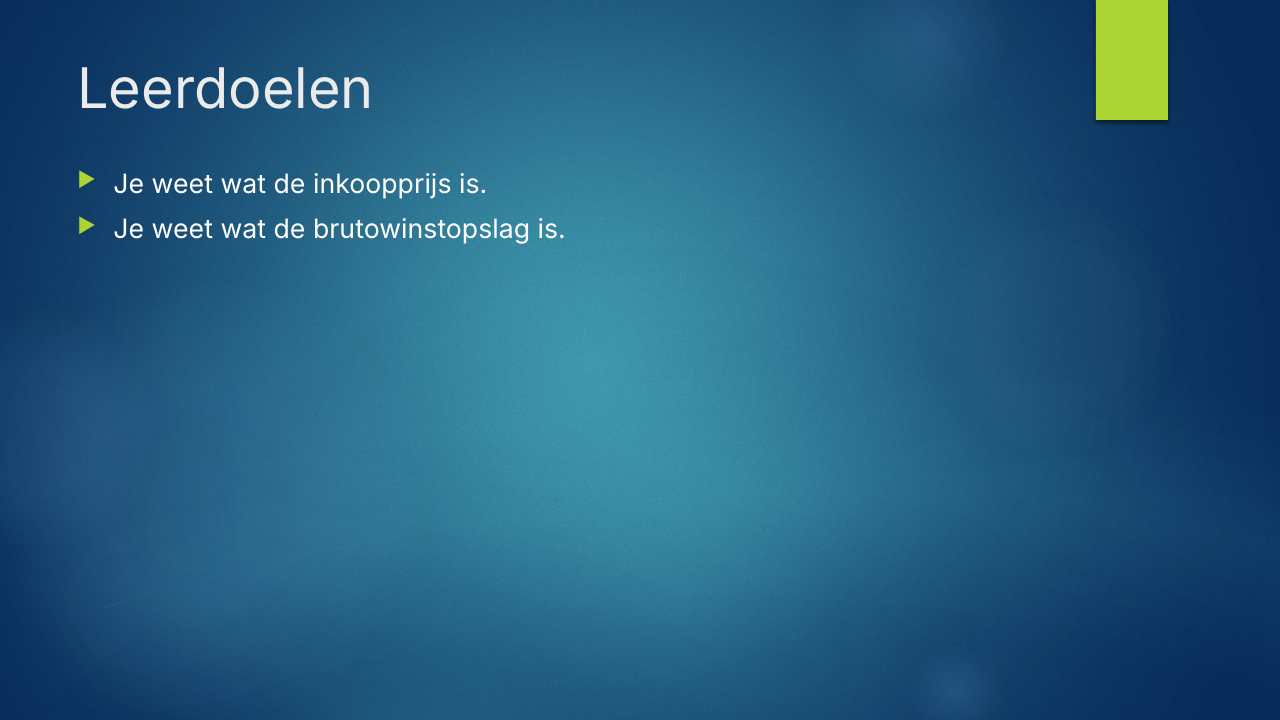 Leerdoelen
Je weet wat de inkoopprijs is.
Je weet wat de brutowinstopslag is.